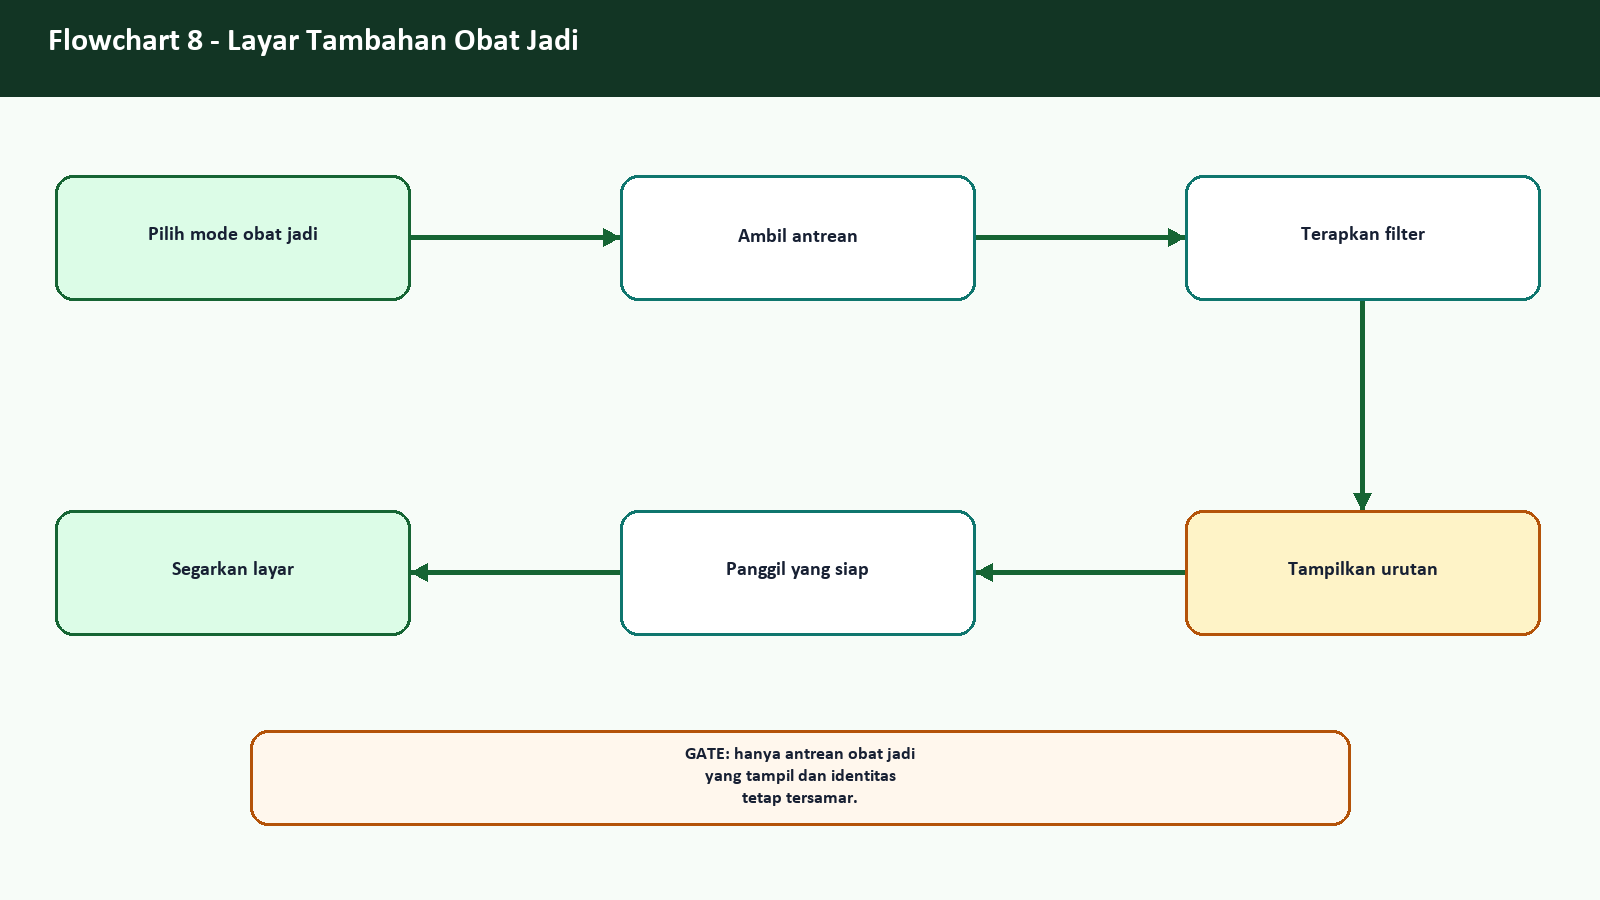 Flowchart 8 - Layar Tambahan Obat Jadi
Pilih mode obat jadi
Ambil antrean
Terapkan filter
Tampilkan urutan
Panggil yang siap
Segarkan layar
GATE: hanya antrean obat jadi
yang tampil dan identitas
tetap tersamar.